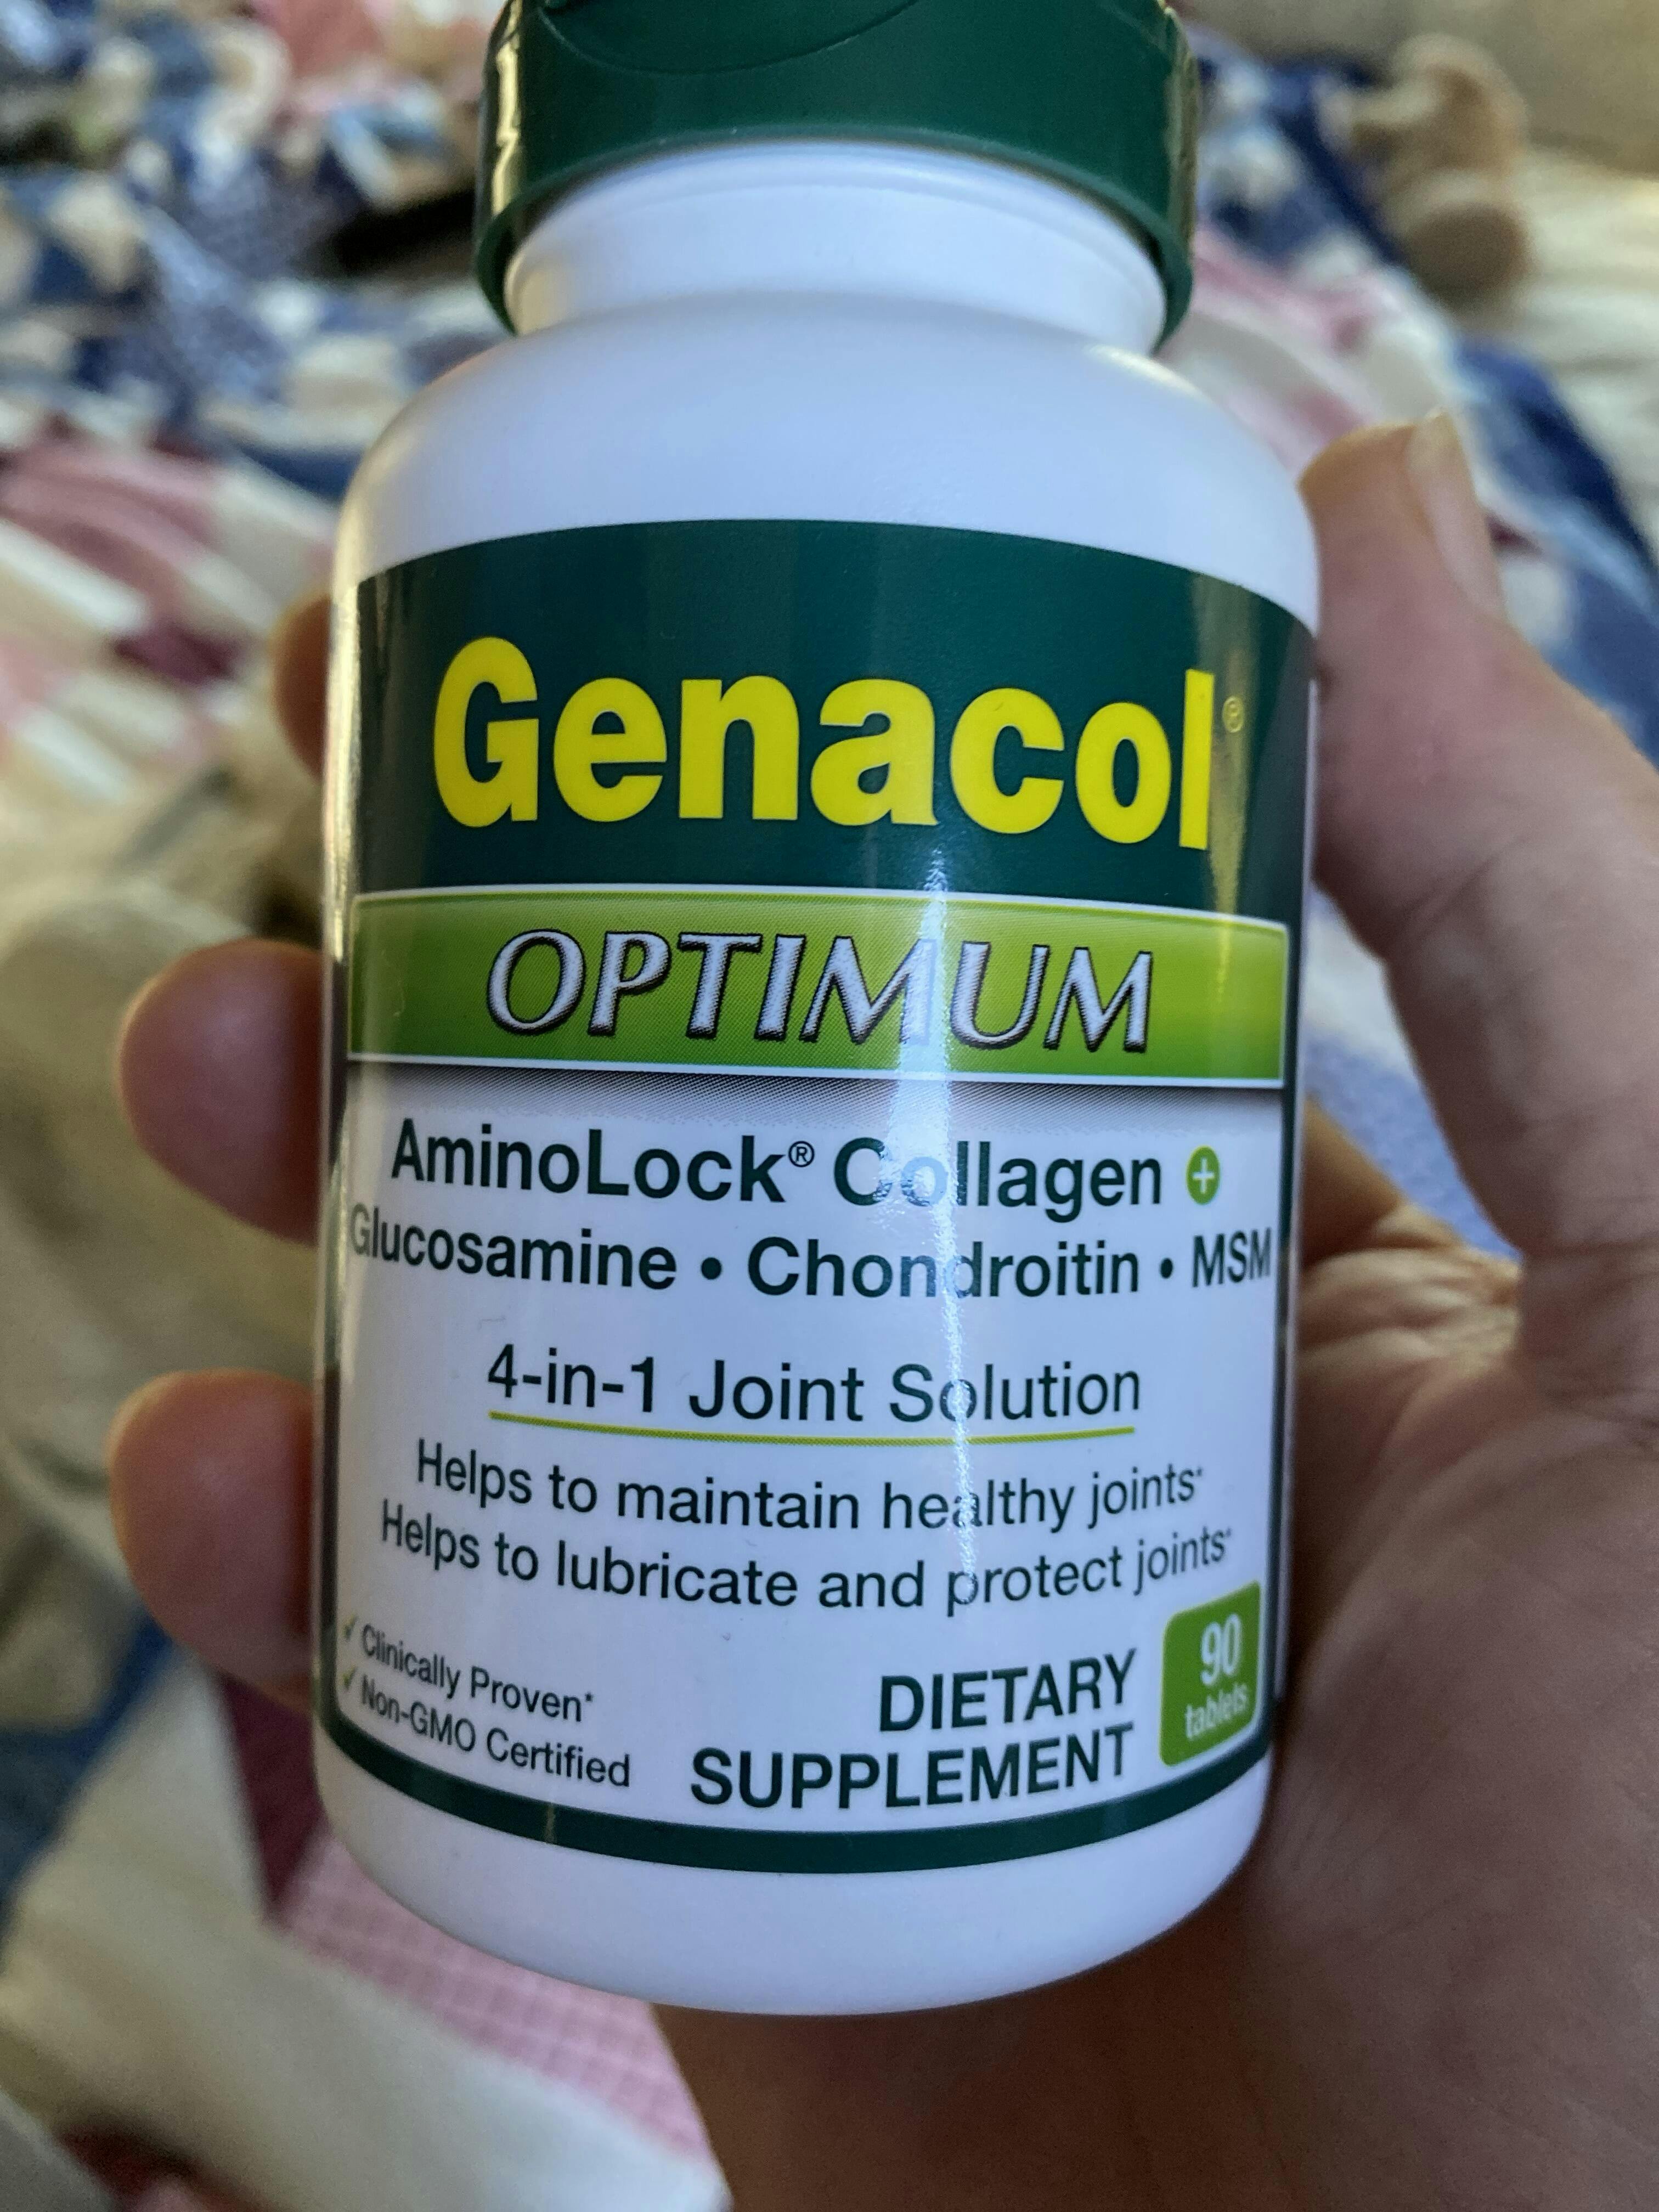 Genacol®
OPTIMUM
AminoLock® Collagen +
Glucosamine • Chondroitin • MSM
4-in-1 Joint Solution
Helps to maintain healthy joints*
Helps to lubricate and protect joints*
✓ Clinically Proven*
✓ Non-GMO Certified
DIETARY
SUPPLEMENT
90
tablets